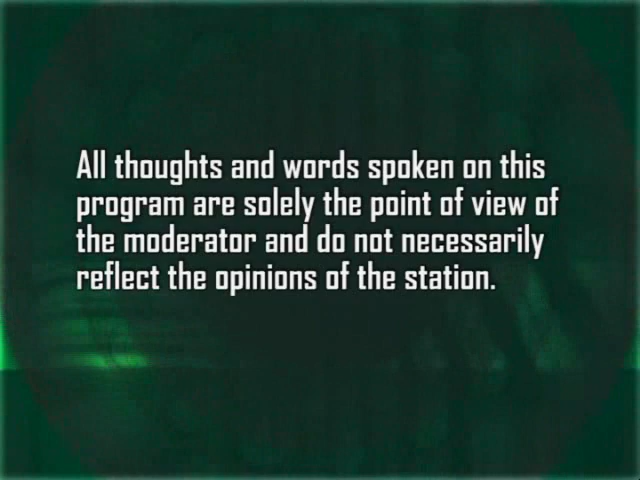 All thoughts and words spoken on this
program are solely the point of view of
the moderator and do not necessarily
reflect the opinions of the station.